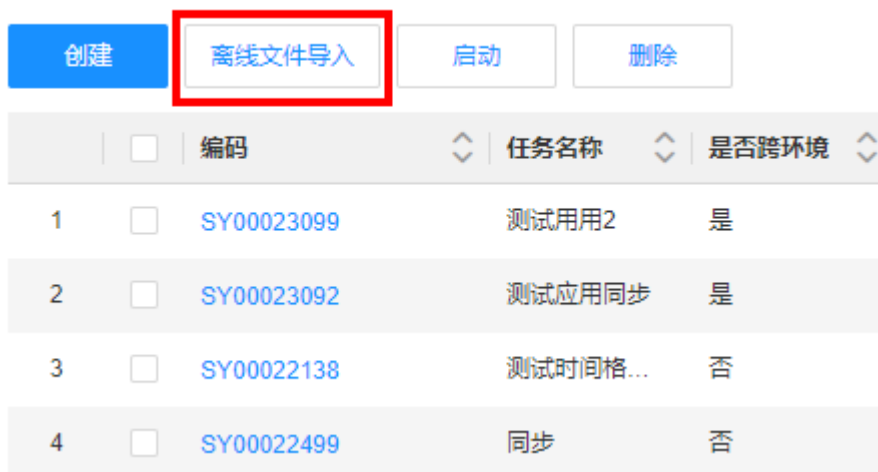 创建 离线文件导入 启动 删除
编码 任务名称 是否跨环境
1 SY00023099 测试用用2 是
2 SY00023092 测试应用同步 是
3 SY00022138 测试时间格... 否
4 SY00022499 同步 否